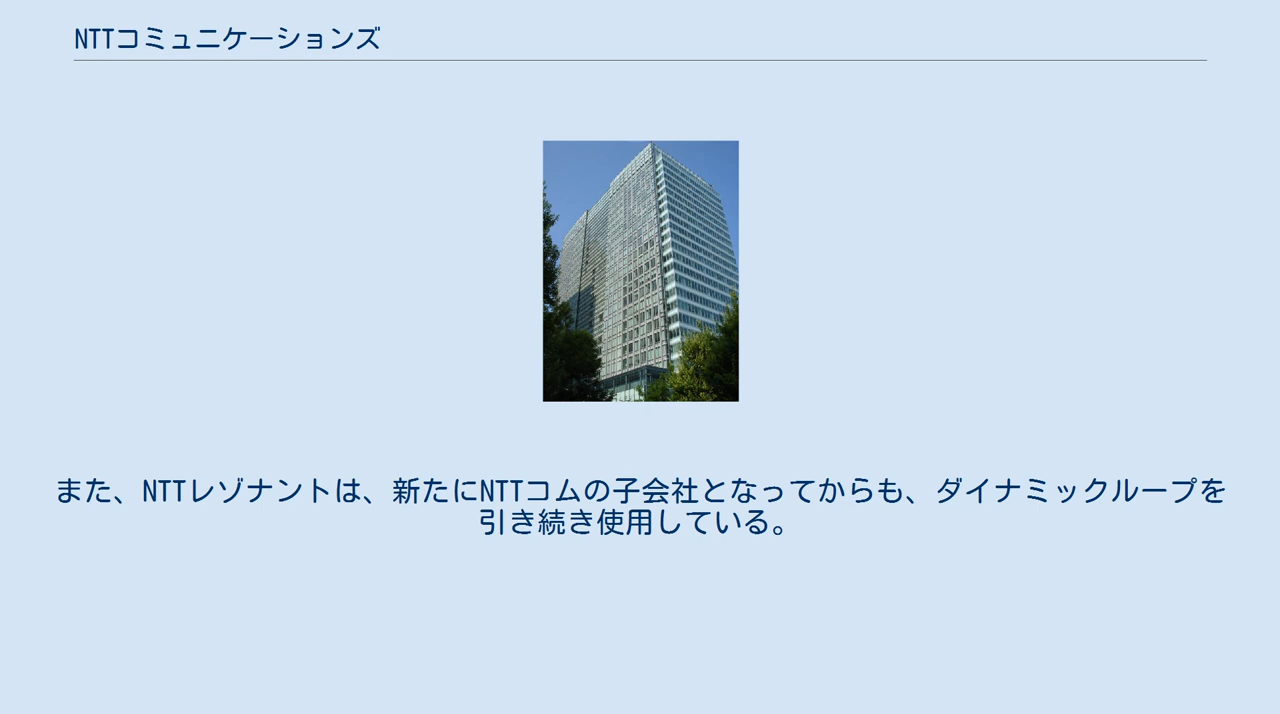 NTTコミュニケーションズ
また、NTTレゾナントは、新たにNTTコムの子会社となってからも、ダイナミックループを
引き続き使用している。